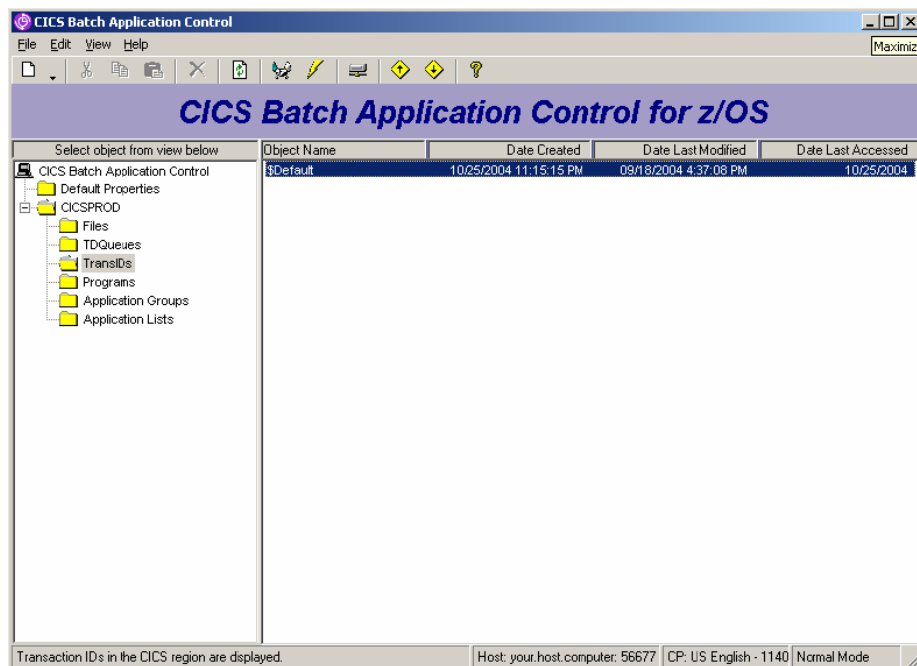 CICS Batch Application Control
File Edit View Help
Maximiz
CICS Batch Application Control for z/OS
Select object from view below Object Name Date Created Date Last Modified Date Last Accessed
CICS Batch Application Control $Default 10/25/2004 11:15:15 PM 09/18/2004 4:37:08 PM 10/25/2004
Default Properties
CICSPROD
Files
TDQueues
TransIDs
Programs
Application Groups
Application Lists
Transaction IDs in the CICS region are displayed. Host: your.host.computer: 56677 CP: US English - 1140 Normal Mode